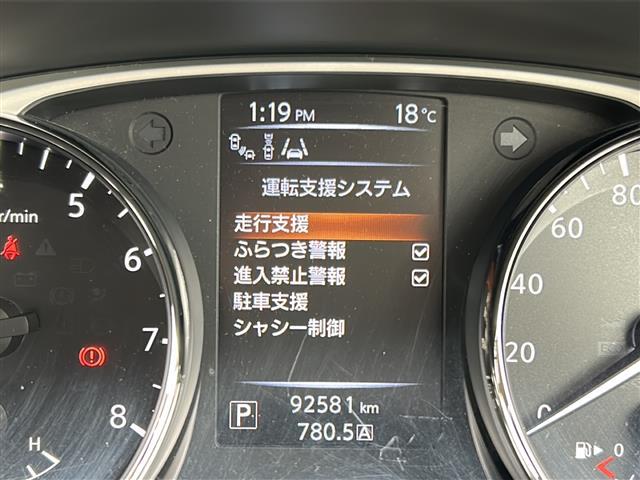 1:19 PM 18℃
運転支援システム
走行支援
ふらつき警報
進入禁止警報
駐車支援
シャシー制御
P 92581 km
780.5 A
r/min
5
6
7
8
H
80
60
40
20
0
ECO
0